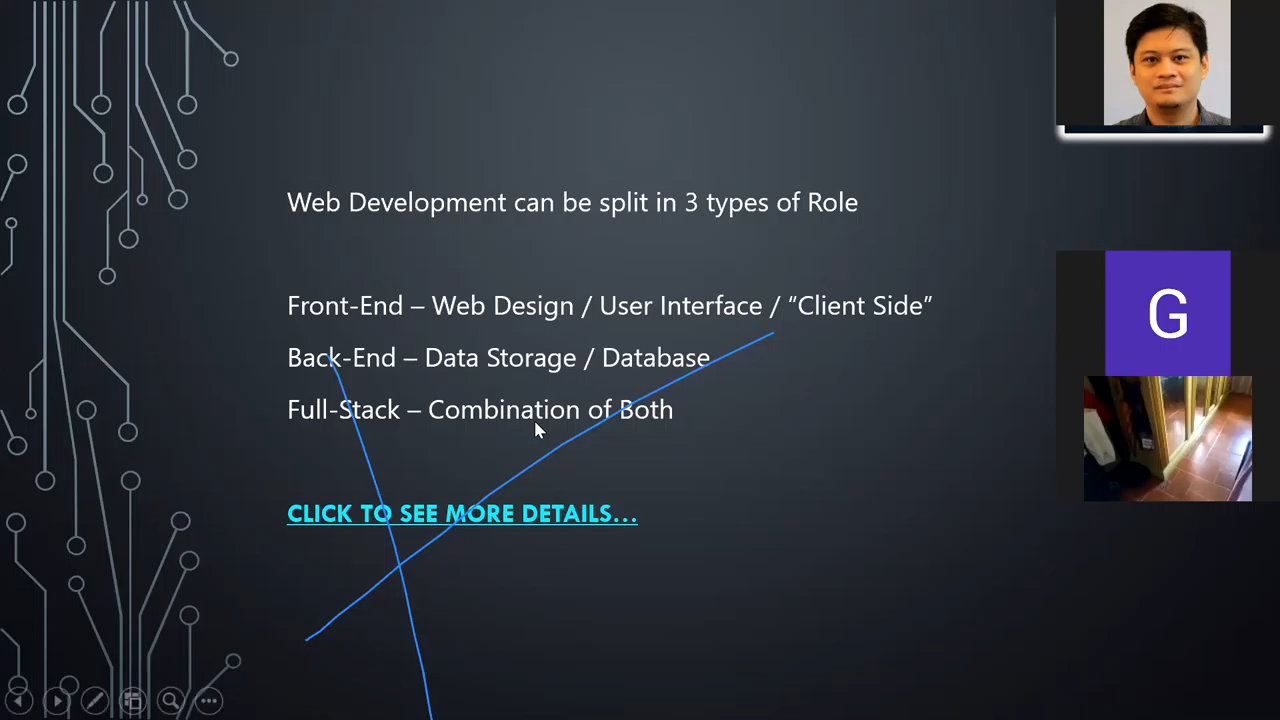 Web Development can be split in 3 types of Role
Front-End – Web Design / User Interface / “Client Side”
Back-End – Data Storage / Database
Full-Stack – Combination of Both
CLICK TO SEE MORE DETAILS...
G